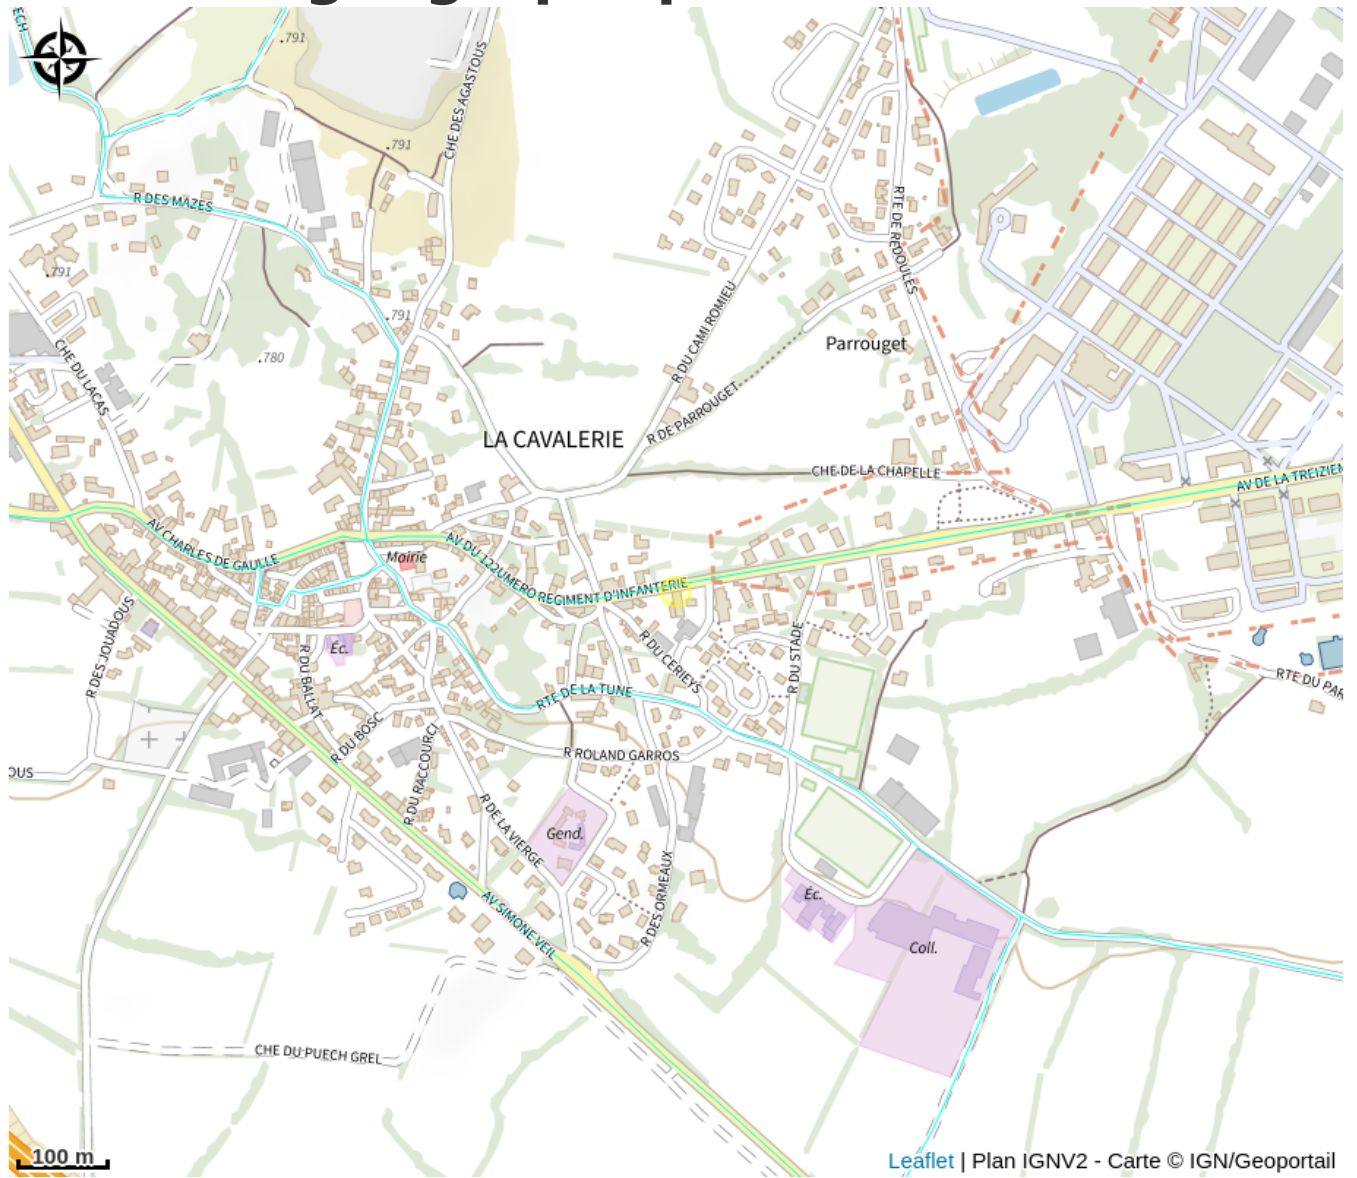 ECH
.791
CHE DES AGASTOUS
.791
R DES MAZES
RTE DE REDOULES
.791
.791
R DU CAMI ROMIEU
Parrouget
CHE DU LACAS
.780
R DE PARROUGET
LA CAVALERIE
CHE DE LA CHAPELLE
AV DE LA TREIZIEM
AV CHARLES DE GAULLE
Mairie
AV DU 122UMERO REGIMENT D'INFANTERIE
R DES JOUADOUS
Éc.
R DU BALLAT
R DU CERIEYS
R DU STADE
RTE DE LA TUNE
RTE DU PAR
R DU BOSC
R DU RACCOURCI
R ROLAND GARROS
OUS
R DE LA VIERGE
Gend.
R DES ORMEAUX
Éc.
Coll.
AV SIMONE VEIL
CHE DU PUECH GREL
100 m
Leaflet | Plan IGNV2 - Carte © IGN/Geoportail